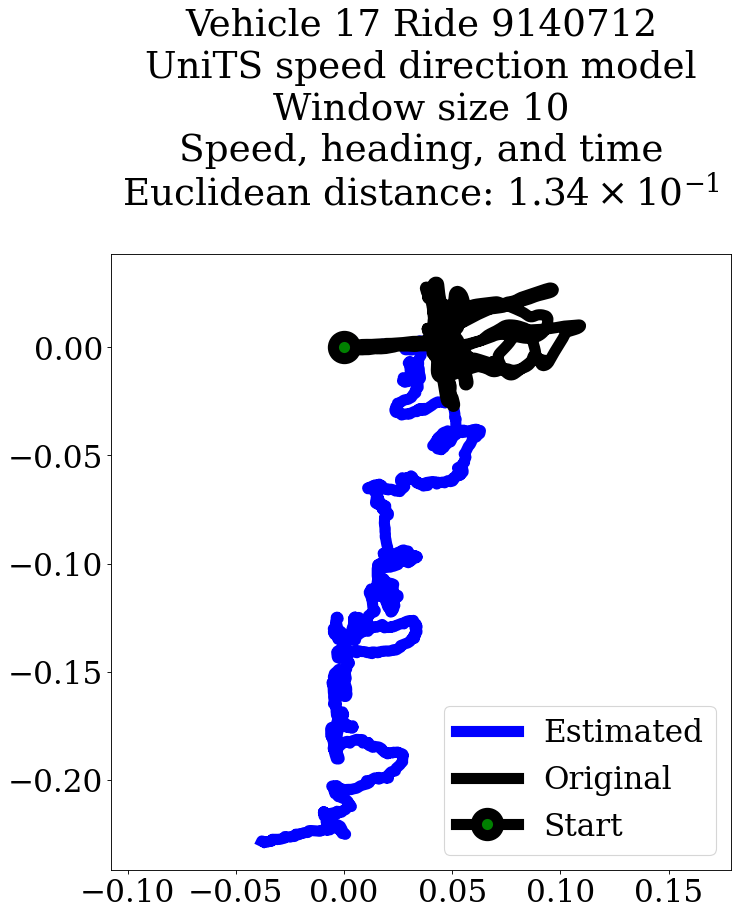 Vehicle 17 Ride 9140712
UniTS speed direction model
Window size 10
Speed, heading, and time
Euclidean distance: 1.34 × 10⁻¹
0.00
−0.05
−0.10
−0.15
−0.20
Estimated
Original
Start
−0.10 −0.05 0.00 0.05 0.10 0.15